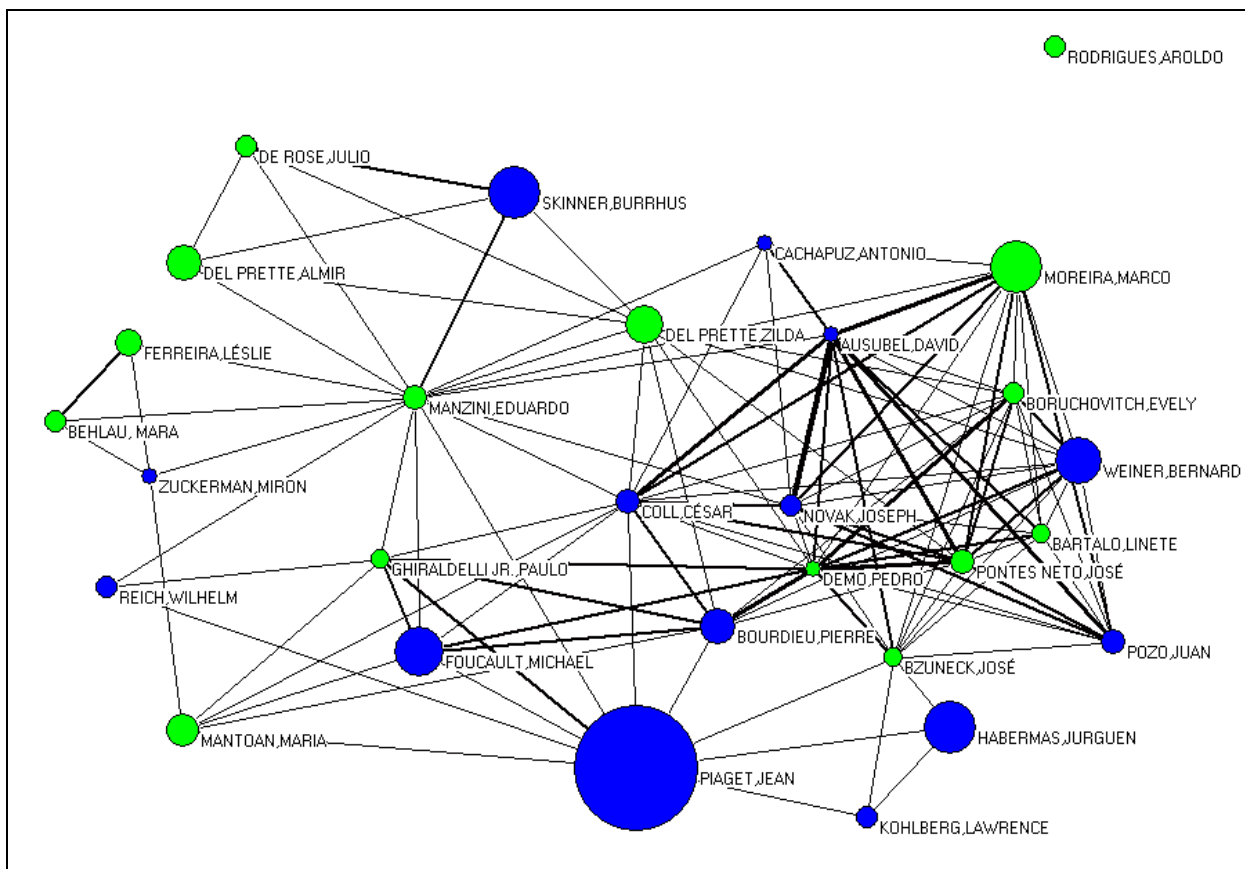 RODRIGUES,AROLDO
DE ROSE,JULIO
SKINNER,BURRHUS
CACHAPUZ,ANTONIO
DEL PRETTE,ALMIR
MOREIRA,MARCO
DEL PRETTE,ZILDA
AUSUBEL,DAVID
FERREIRA,LÉSLIE
MANZINI,EDUARDO
BORUCHOVITCH,EVELY
BEHLAU, MARA
WEINER,BERNARD
ZUCKERMAN,MIRON
COLL,CÉSAR
NOVAK,JOSEPH
BARTALO,LINETE
GHIRALDELLI JR.,PAULO
DEMO,PEDRO
PONTES NETO,JOSÉ
REICH,WILHELM
BOURDIEU,PIERRE
POZO,JUAN
FOUCAULT,MICHAEL
BZUNECK,JOSÉ
MANTOAN,MARIA
HABERMAS,JURGUEN
PIAGET,JEAN
KOHLBERG,LAWRENCE